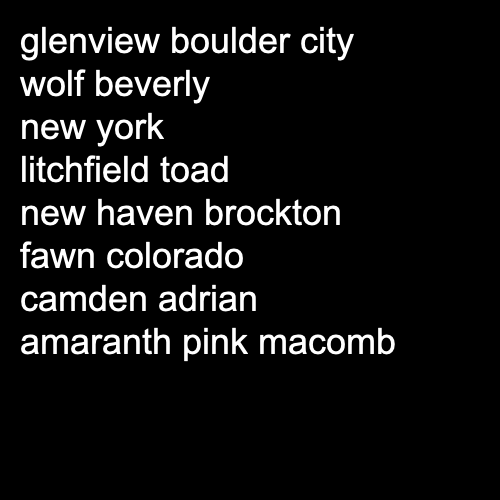 glenview boulder city
wolf beverly
new york
litchfield toad
new haven brockton
fawn colorado
camden adrian
amaranth pink macomb